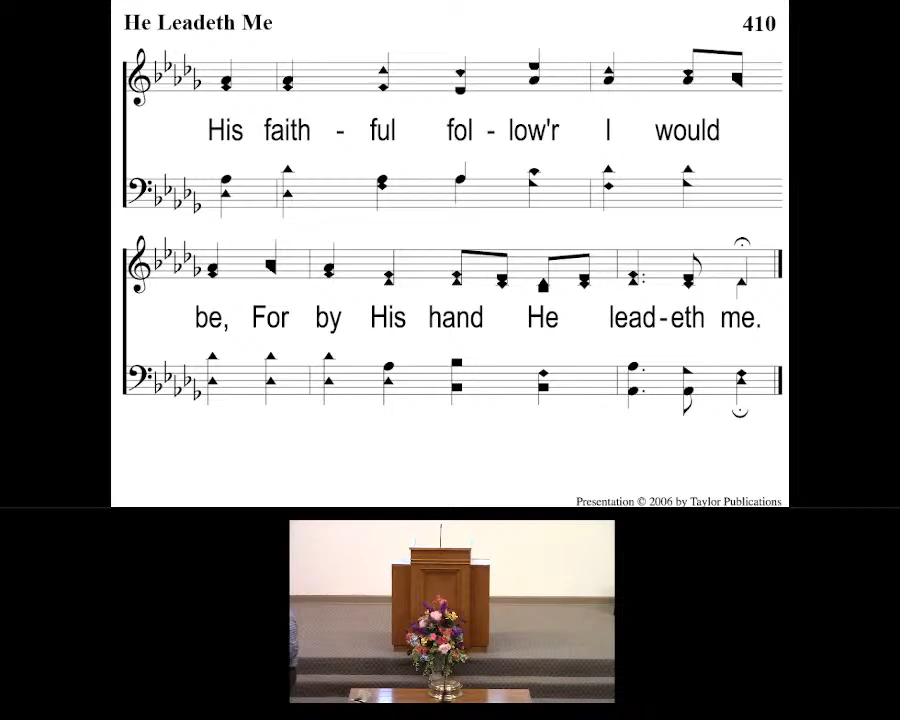 He Leadeth Me
410
His faith - ful fol - low'r I would
be, For by His hand He lead - eth me.
Presentation © 2006 by Taylor Publications